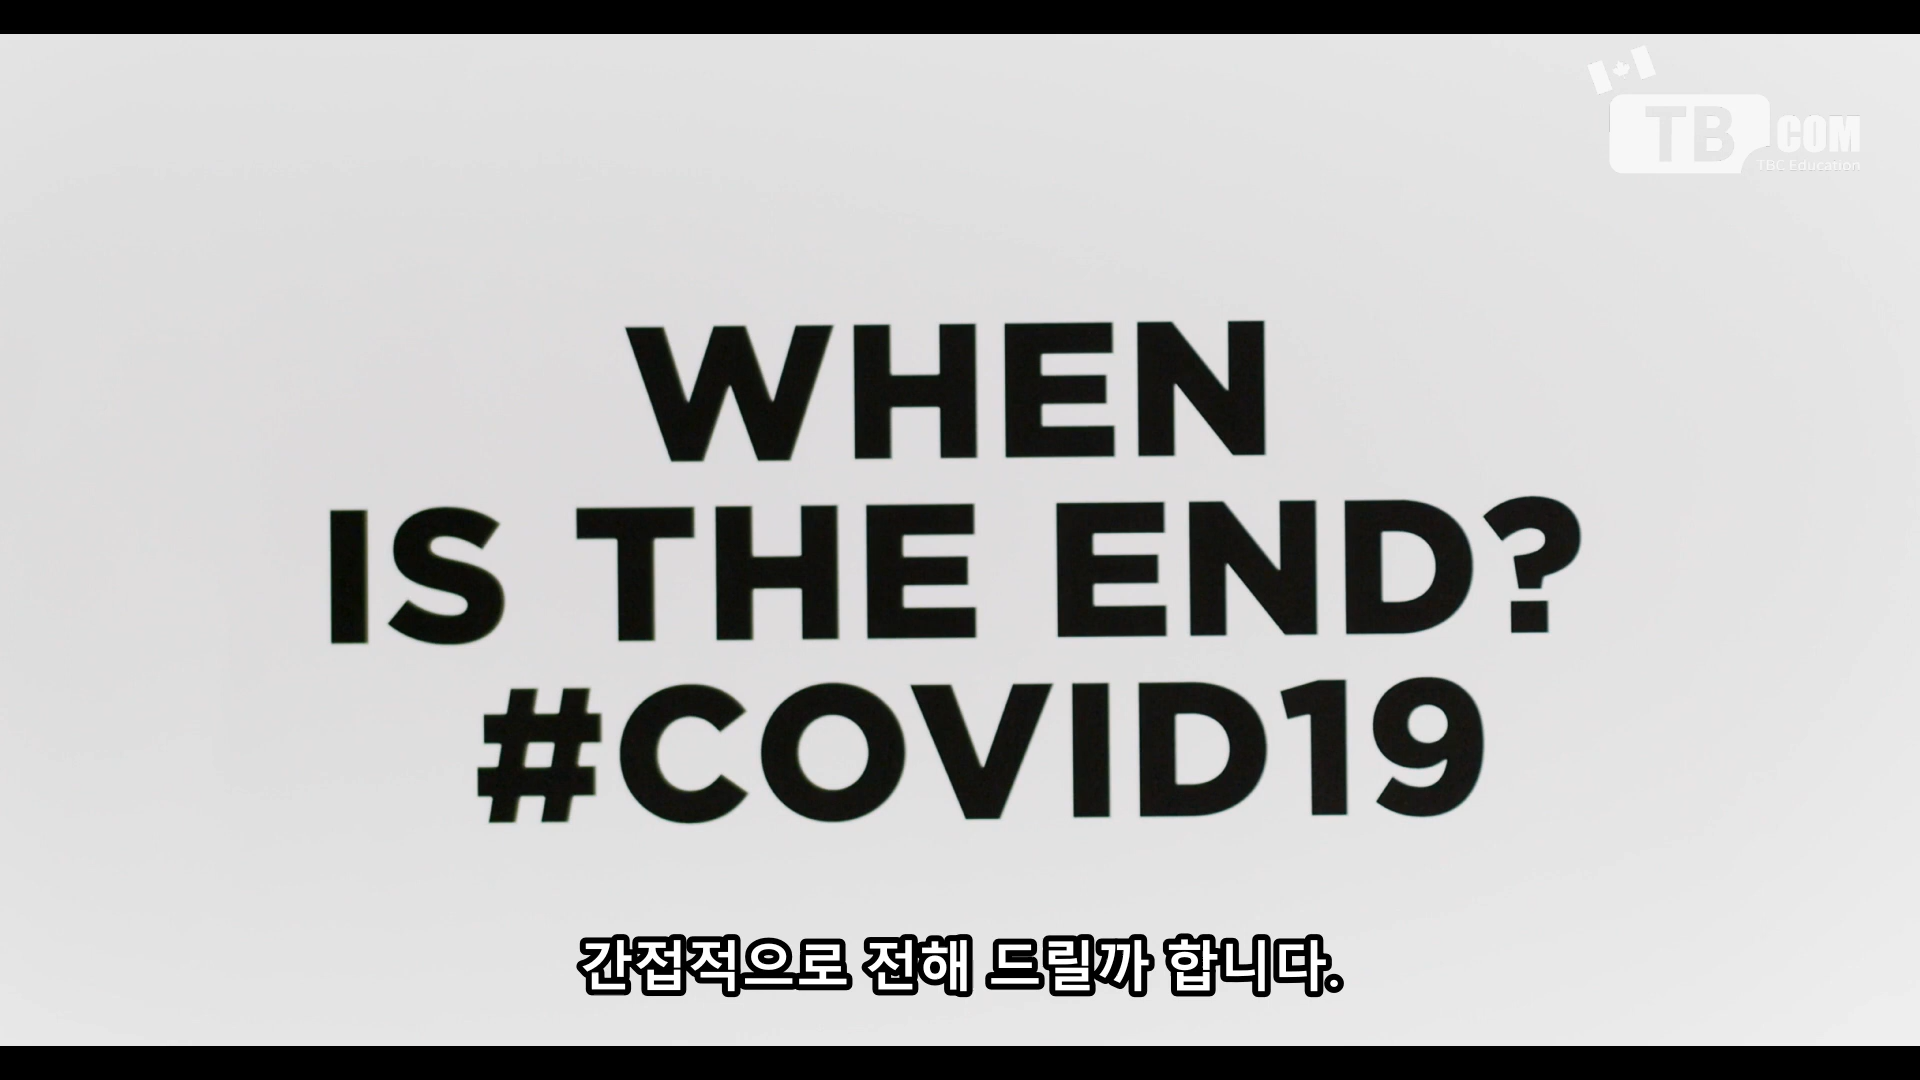 TB
COM
TBC Education
WHEN
IS THE END?
#COVID19
간접적으로 전해 드릴까 합니다.